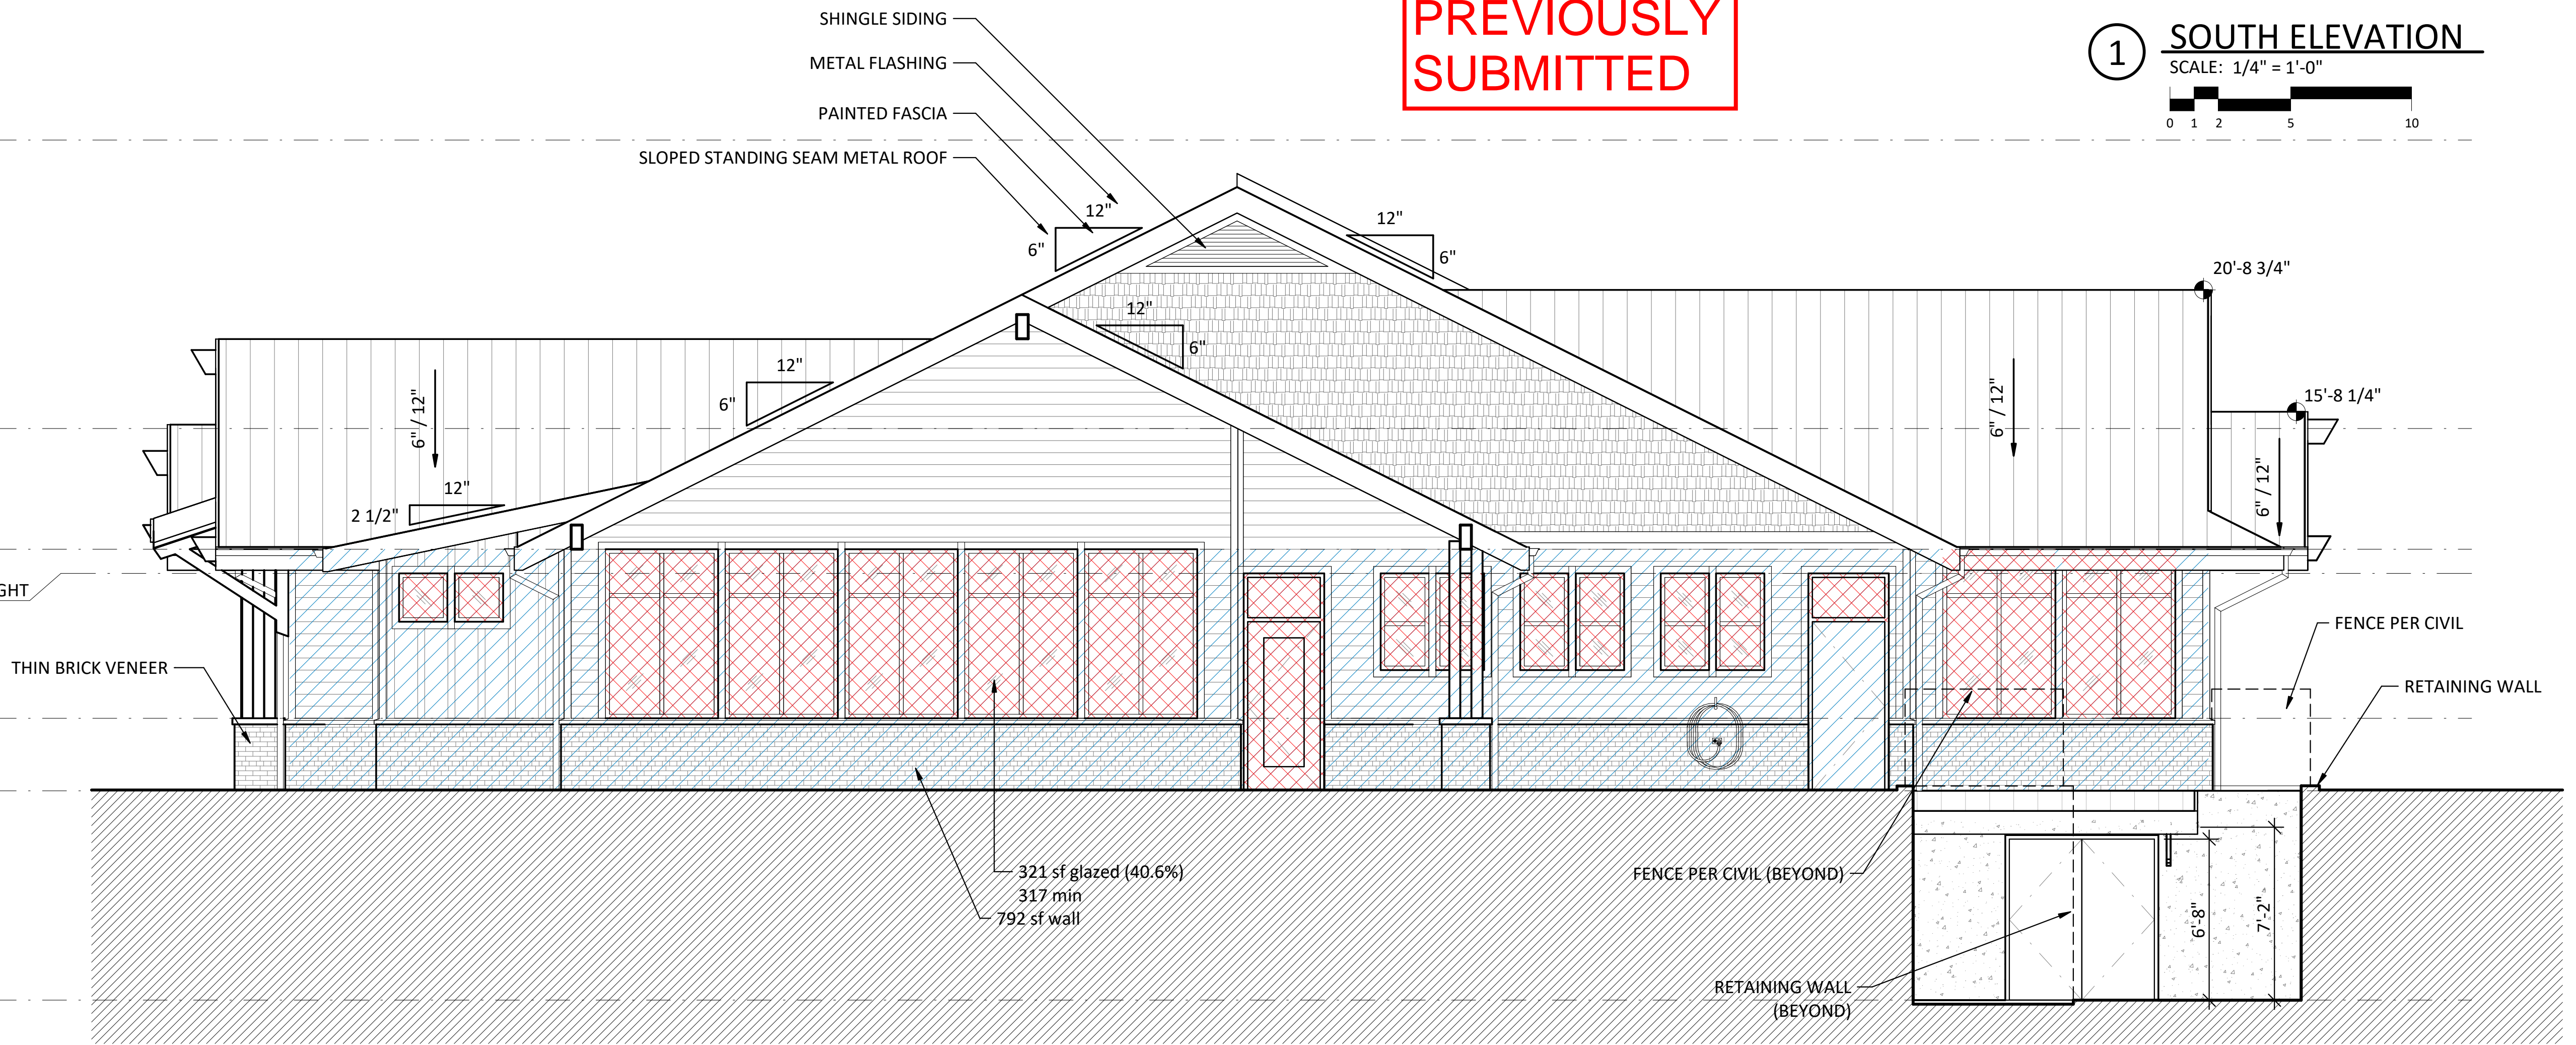 PREVIOUSLY
SUBMITTED
1
SOUTH ELEVATION
SCALE: 1/4" = 1'-0"
0 1 2 5 10
SHINGLE SIDING
METAL FLASHING
PAINTED FASCIA
SLOPED STANDING SEAM METAL ROOF
12"
6"
12"
6"
20'-8 3/4"
12"
6"
12"
6"
6" / 12"
6" / 12"
15'-8 1/4"
6" / 12"
12"
2 1/2"
GHT
THIN BRICK VENEER
FENCE PER CIVIL
RETAINING WALL
321 sf glazed (40.6%)
317 min
792 sf wall
FENCE PER CIVIL (BEYOND)
6'-8"
7'-2"
RETAINING WALL
(BEYOND)